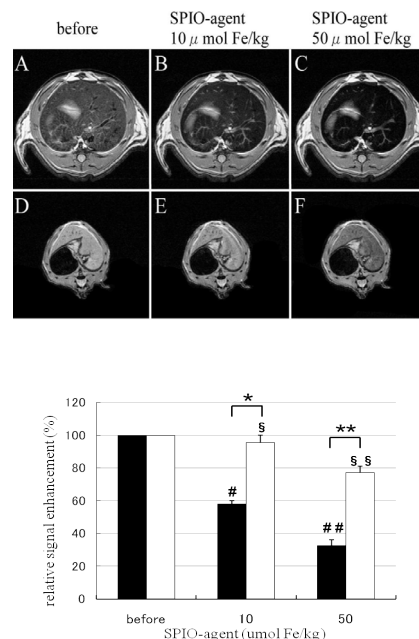 before
SPIO-agent
10 μ mol Fe/kg
SPIO-agent
50 μ mol Fe/kg
A
B
C
D
E
F
relative signal enhancement (%)
120
100
80
60
40
20
0
*
**
#
§
##
§ §
before
10
50
SPIO-agent (umol Fe/kg)